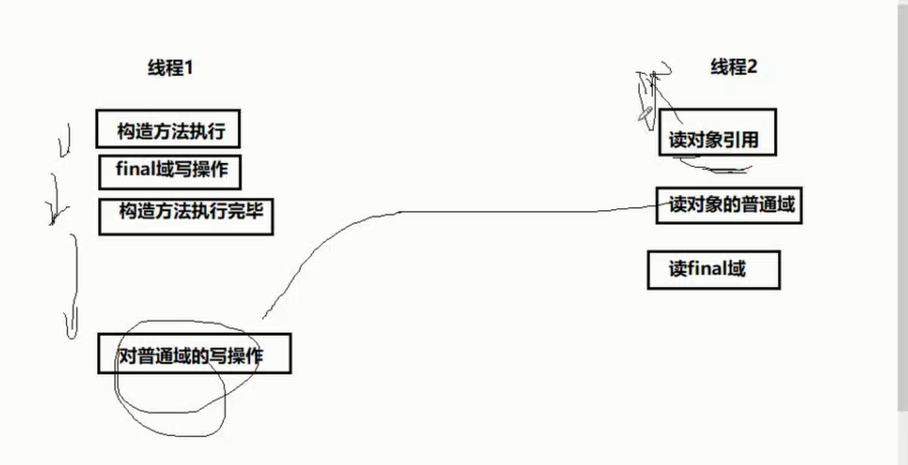 线程1
线程2
构造方法执行
final域写操作
构造方法执行完毕
对普通域的写操作
读对象引用
读对象的普通域
读final域